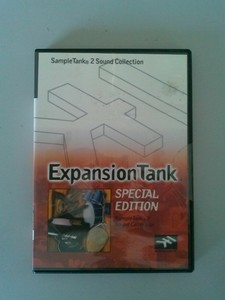 SampleTank® 2 Sound Collection
ExpansionTank
SPECIAL
EDITION